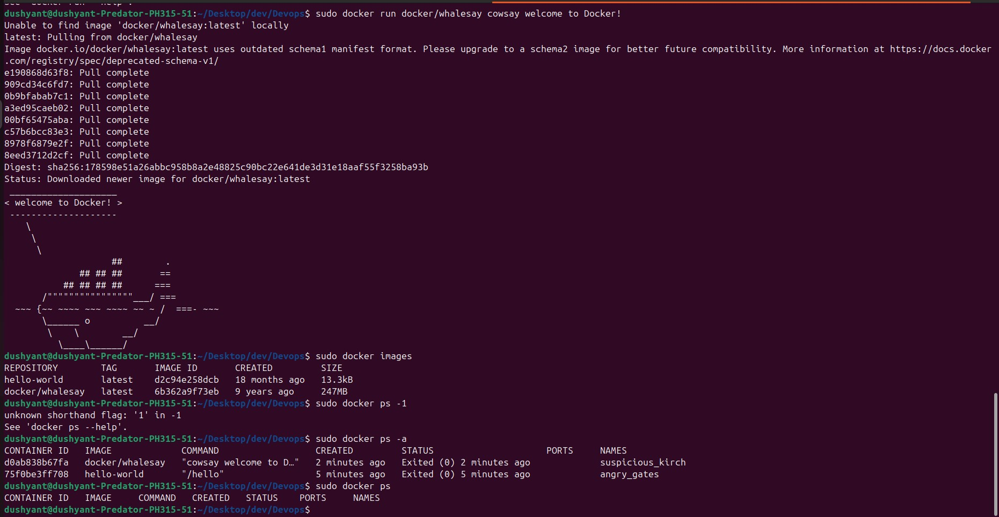 See 'docker run --help'.
dushyant@dushyant-Predator-PH315-51:~/Desktop/dev/Devops$ sudo docker run docker/whalesay cowsay welcome to Docker!
Unable to find image 'docker/whalesay:latest' locally
latest: Pulling from docker/whalesay
Image docker.io/docker/whalesay:latest uses outdated schema1 manifest format. Please upgrade to a schema2 image for better future compatibility. More information at https://docs.docker
.com/registry/spec/deprecated-schema-v1/
e190868d63f8: Pull complete
909cd34c6fd7: Pull complete
0b9bfabab7c1: Pull complete
a3ed95caeb02: Pull complete
00bf65475aba: Pull complete
c57b6bcc83e3: Pull complete
8978f6879e2f: Pull complete
8eed3712d2cf: Pull complete
Digest: sha256:178598e51a26abbc958b8a2e48825c90bc22e641de3d31e18aaf55f3258ba93b
Status: Downloaded newer image for docker/whalesay:latest
 ____________________
< welcome to Docker! >
 --------------------
    \
     \
      \
                    ##        .
              ## ## ##       ==
           ## ## ## ##      ===
       /""""""""""""""""___/ ===
  ~~~ {~~ ~~~~ ~~~ ~~~~ ~~ ~ /  ===- ~~~
       \______ o          __/
        \    \        __/
          \____\______/
dushyant@dushyant-Predator-PH315-51:~/Desktop/dev/Devops$ sudo docker images
REPOSITORY        TAG       IMAGE ID       CREATED         SIZE
hello-world       latest    d2c94e258dcb   18 months ago   13.3kB
docker/whalesay   latest    6b362a9f73eb   9 years ago     247MB
dushyant@dushyant-Predator-PH315-51:~/Desktop/dev/Devops$ sudo docker ps -1
unknown shorthand flag: '1' in -1
See 'docker ps --help'.
dushyant@dushyant-Predator-PH315-51:~/Desktop/dev/Devops$ sudo docker ps -a
CONTAINER ID   IMAGE             COMMAND                  CREATED         STATUS                     PORTS     NAMES
d0ab838b67fa   docker/whalesay   "cowsay welcome to D…"   2 minutes ago   Exited (0) 2 minutes ago             suspicious_kirch
75f0be3ff708   hello-world       "/hello"                 5 minutes ago   Exited (0) 5 minutes ago             angry_gates
dushyant@dushyant-Predator-PH315-51:~/Desktop/dev/Devops$ sudo docker ps
CONTAINER ID   IMAGE     COMMAND   CREATED   STATUS    PORTS     NAMES
dushyant@dushyant-Predator-PH315-51:~/Desktop/dev/Devops$